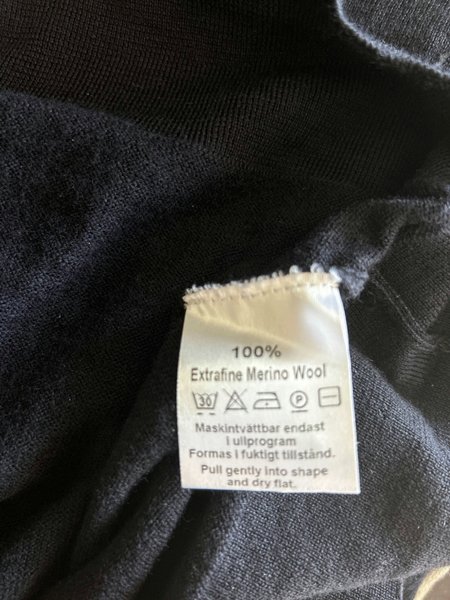 100%
Extrafine Merino Wool
30 P
Maskintvättbar endast
i ullprogram
Formas i fuktigt tillstånd.
Pull gently into shape
and dry flat.